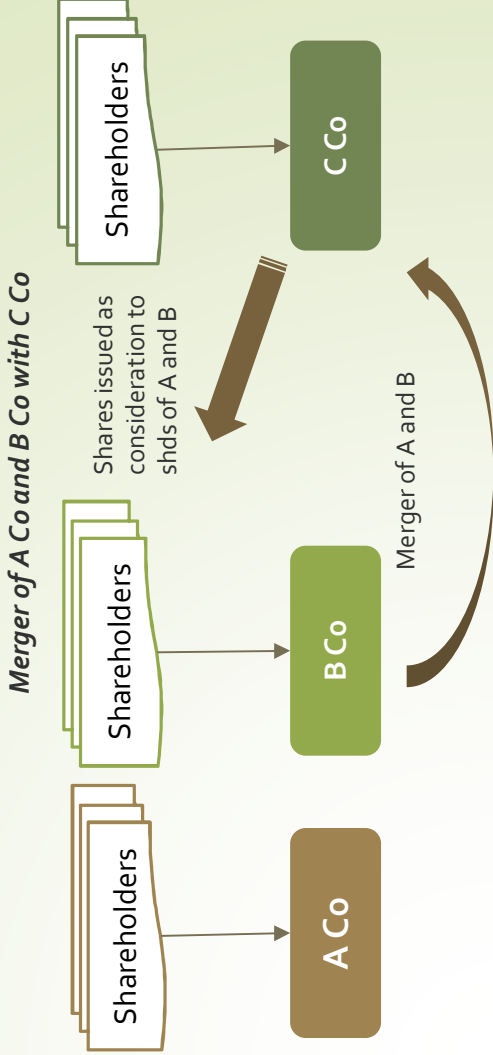 Merger of A Co and B Co with C Co
Shareholders
Shareholders
Shares issued as
consideration to
shds of A and B
Shareholders
A Co
B Co
C Co
Merger of A and B